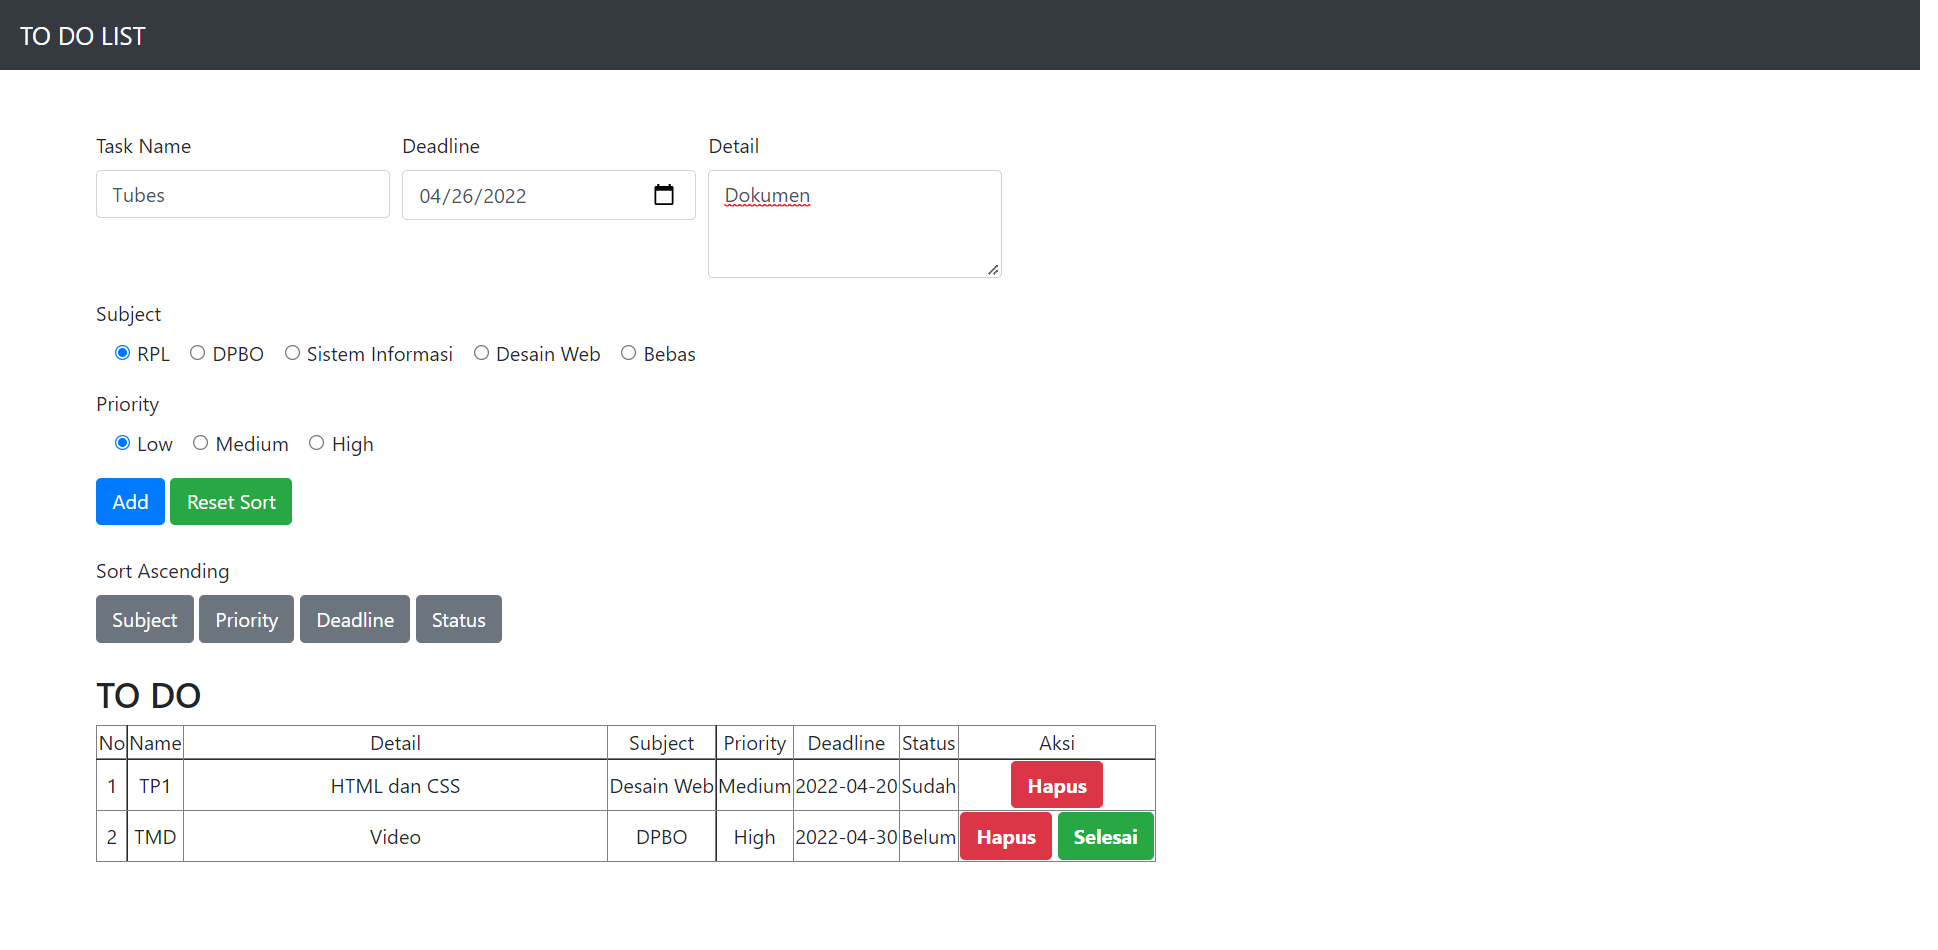 TO DO LIST
Task Name Deadline Detail
Tubes 04/26/2022 Dokumen
Subject
RPL DPBO Sistem Informasi Desain Web Bebas
Priority
Low Medium High
Add Reset Sort
Sort Ascending
Subject Priority Deadline Status
TO DO
No Name Detail Subject Priority Deadline Status Aksi
1 TP1 HTML dan CSS Desain Web Medium 2022-04-20 Sudah Hapus
2 TMD Video DPBO High 2022-04-30 Belum Hapus Selesai